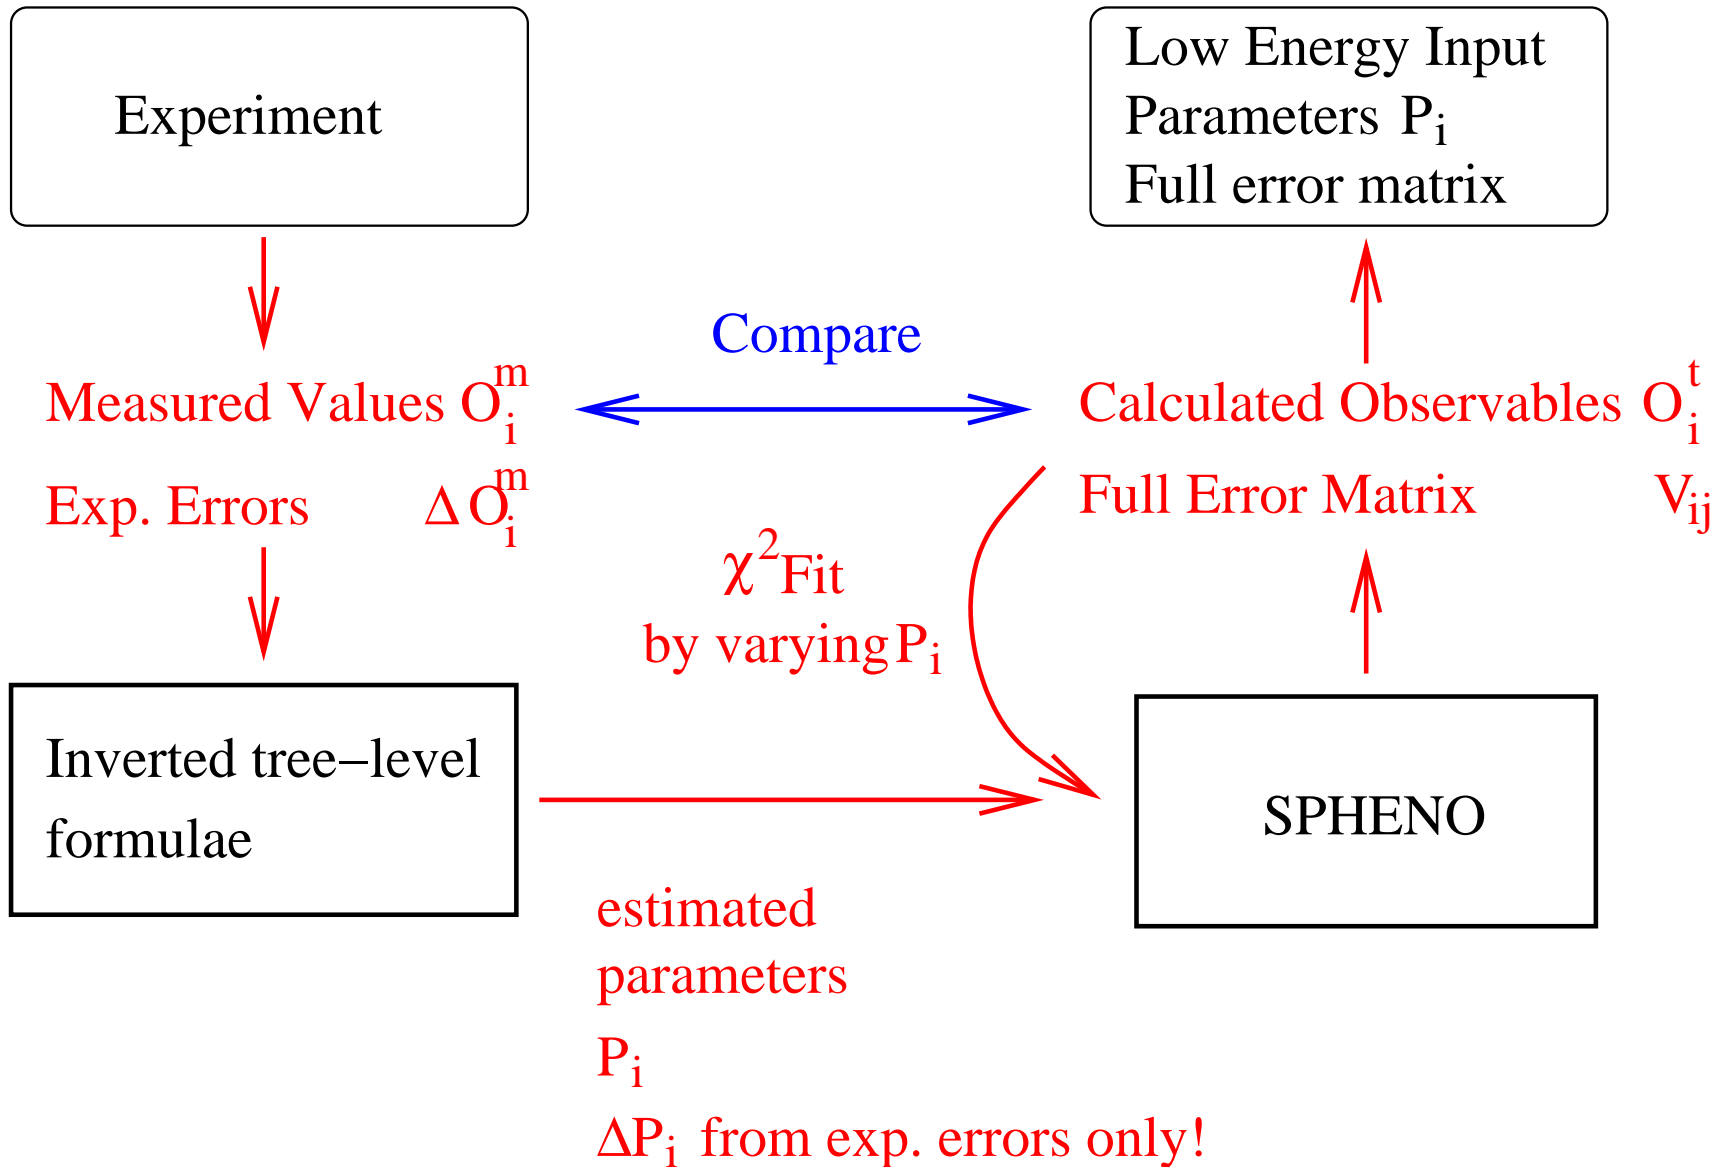 Experiment
Low Energy Input
Parameters P_i
Full error matrix
Compare
Measured Values O_i^m
Exp. Errors Δ O_i^m
Calculated Observables O_i^t
Full Error Matrix V_ij
χ² Fit
by varying P_i
Inverted tree−level
formulae
SPHENO
estimated
parameters
P_i
ΔP_i from exp. errors only!